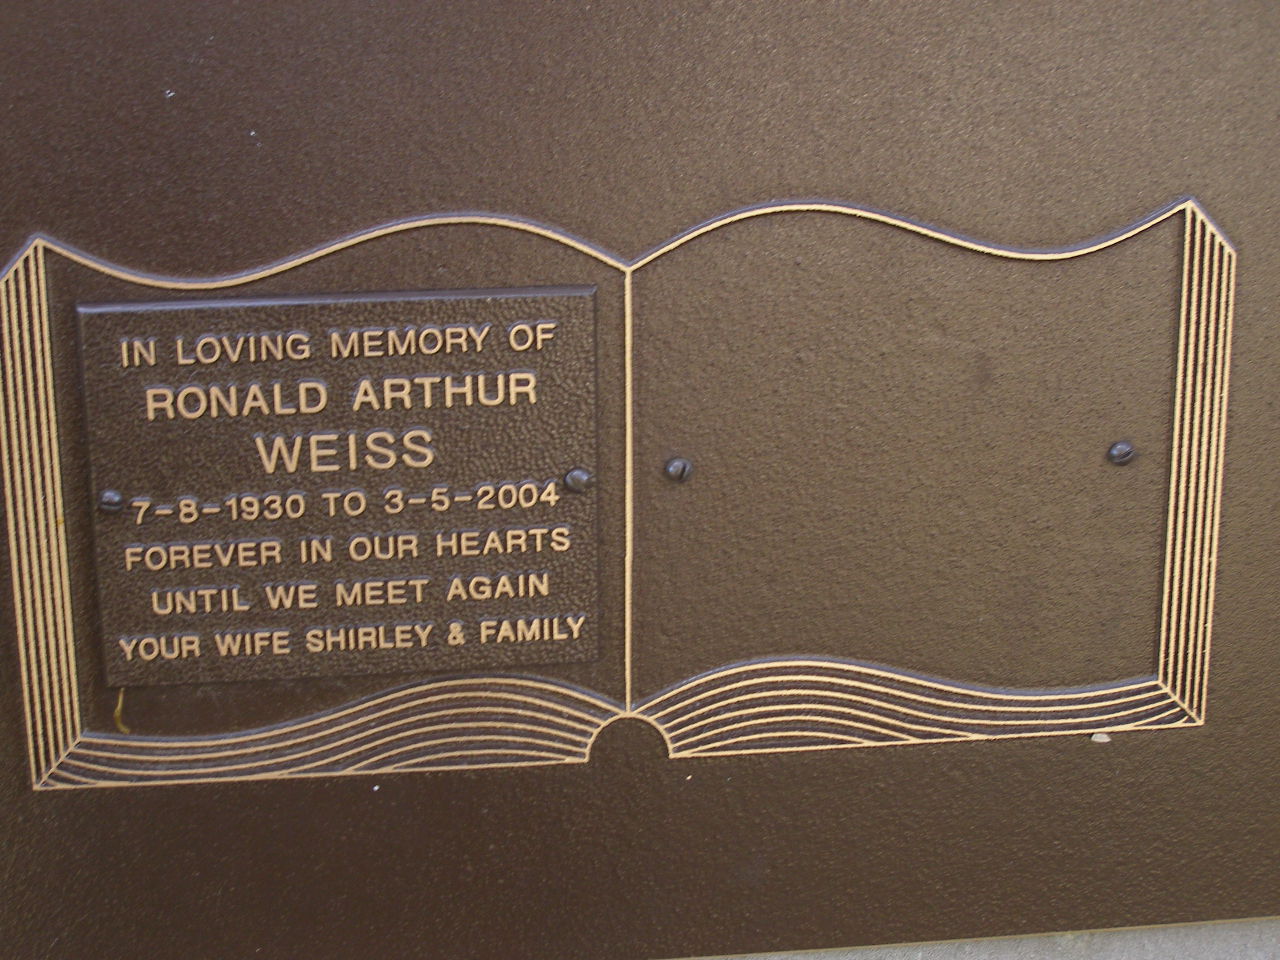 IN LOVING MEMORY OF
RONALD ARTHUR
WEISS
7-8-1930 TO 3-5-2004
FOREVER IN OUR HEARTS
UNTIL WE MEET AGAIN
YOUR WIFE SHIRLEY & FAMILY